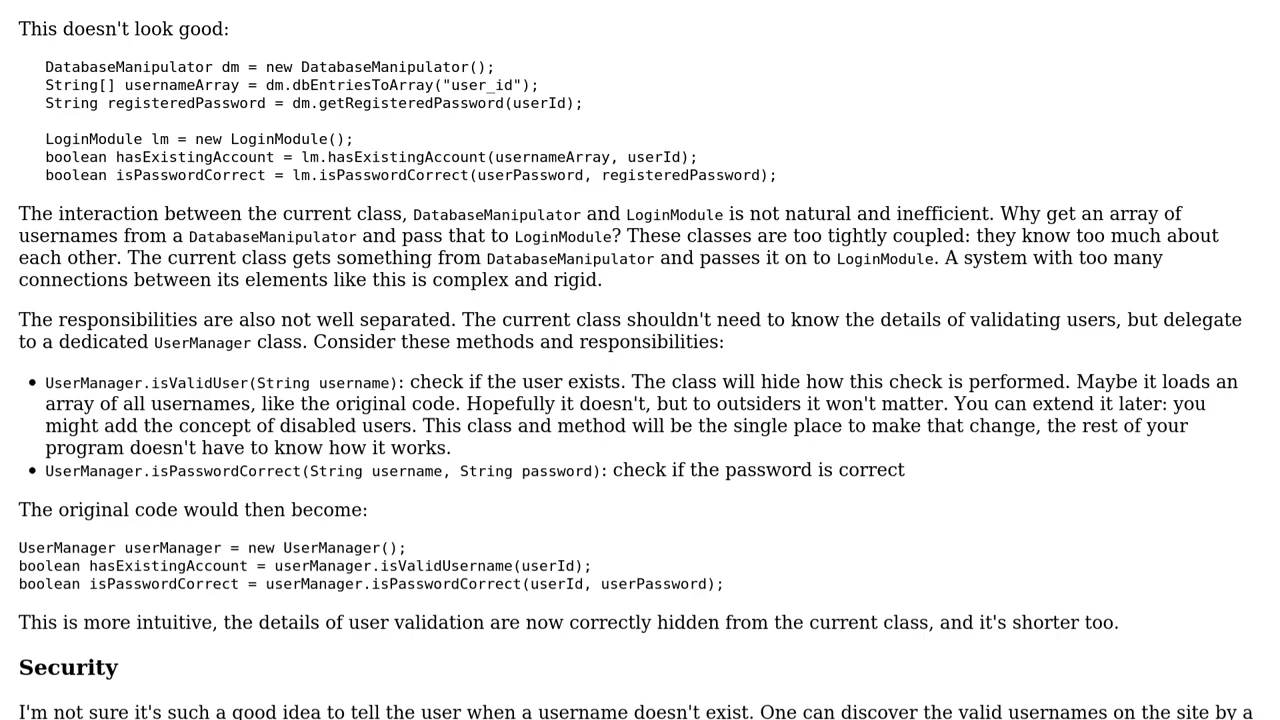 This doesn't look good:
DatabaseManipulator dm = new DatabaseManipulator();
String[] usernameArray = dm.dbEntriesToArray("user_id");
String registeredPassword = dm.getRegisteredPassword(userId);
LoginModule lm = new LoginModule();
boolean hasExistingAccount = lm.hasExistingAccount(usernameArray, userId);
boolean isPasswordCorrect = lm.isPasswordCorrect(userPassword, registeredPassword);
The interaction between the current class, DatabaseManipulator and LoginModule is not natural and inefficient. Why get an array of
usernames from a DatabaseManipulator and pass that to LoginModule? These classes are too tightly coupled: they know too much about
each other. The current class gets something from DatabaseManipulator and passes it on to LoginModule. A system with too many
connections between its elements like this is complex and rigid.
The responsibilities are also not well separated. The current class shouldn't need to know the details of validating users, but delegate
to a dedicated UserManager class. Consider these methods and responsibilities:
• UserManager.isValidUser(String username): check if the user exists. The class will hide how this check is performed. Maybe it loads an
array of all usernames, like the original code. Hopefully it doesn't, but to outsiders it won't matter. You can extend it later: you
might add the concept of disabled users. This class and method will be the single place to make that change, the rest of your
program doesn't have to know how it works.
• UserManager.isPasswordCorrect(String username, String password): check if the password is correct
The original code would then become:
UserManager userManager = new UserManager();
boolean hasExistingAccount = userManager.isValidUsername(userId);
boolean isPasswordCorrect = userManager.isPasswordCorrect(userId, userPassword);
This is more intuitive, the details of user validation are now correctly hidden from the current class, and it's shorter too.
Security
I'm not sure it's such a good idea to tell the user when a username doesn't exist. One can discover the valid usernames on the site by a